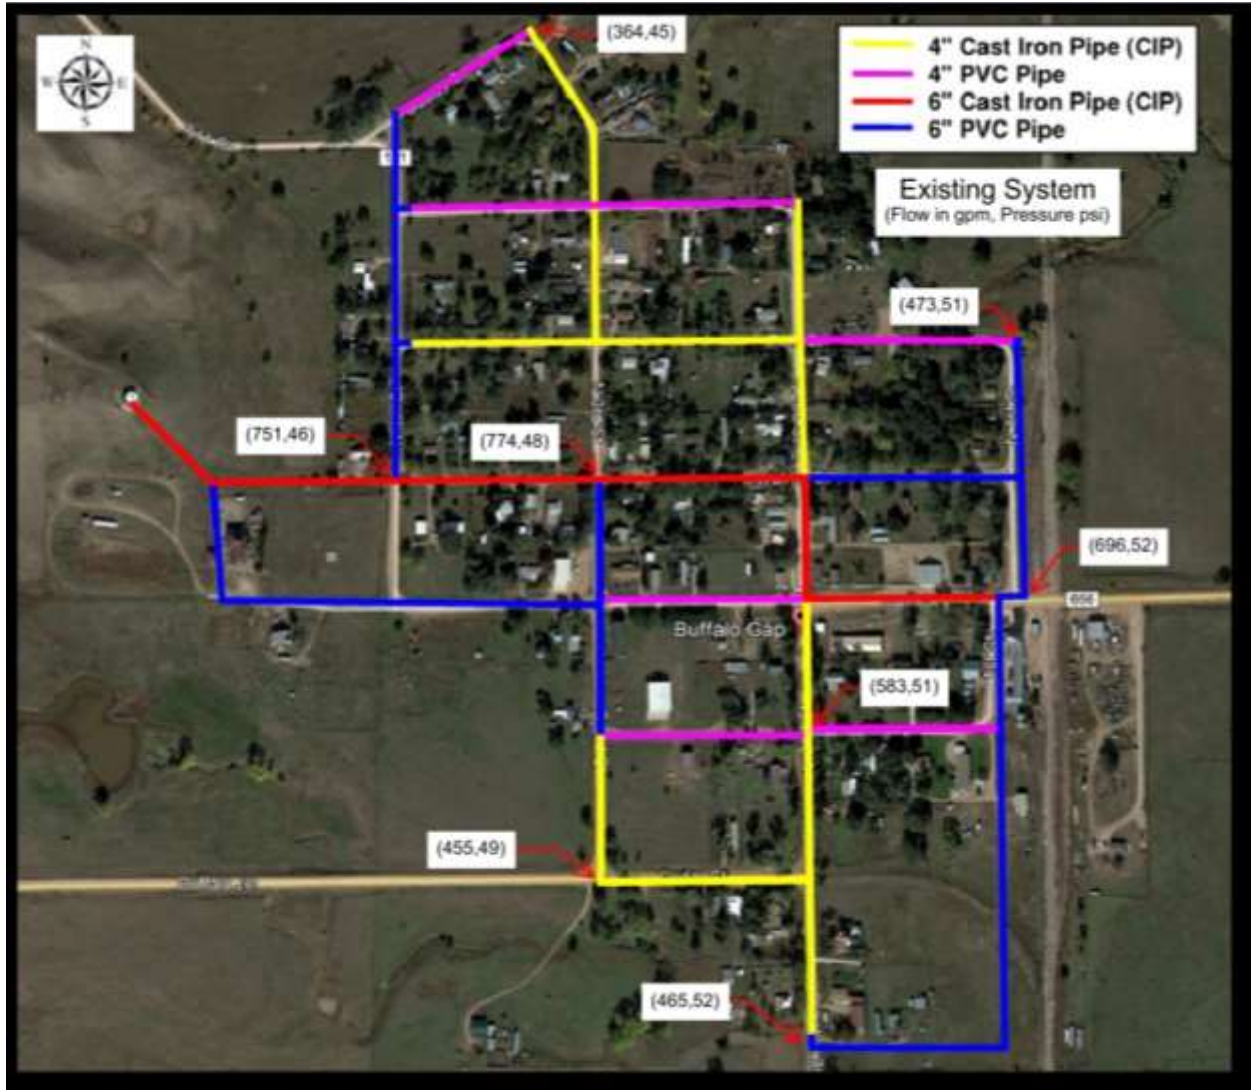 (364,45)
4" Cast Iron Pipe (CIP)
4" PVC Pipe
6" Cast Iron Pipe (CIP)
6" PVC Pipe
N
W E
S
Existing System
(Flow in gpm, Pressure psi)
(473,51)
(751,46)
(774,48)
(696,52)
656
Buffalo Gap
(583,51)
(455,49)
(465,52)